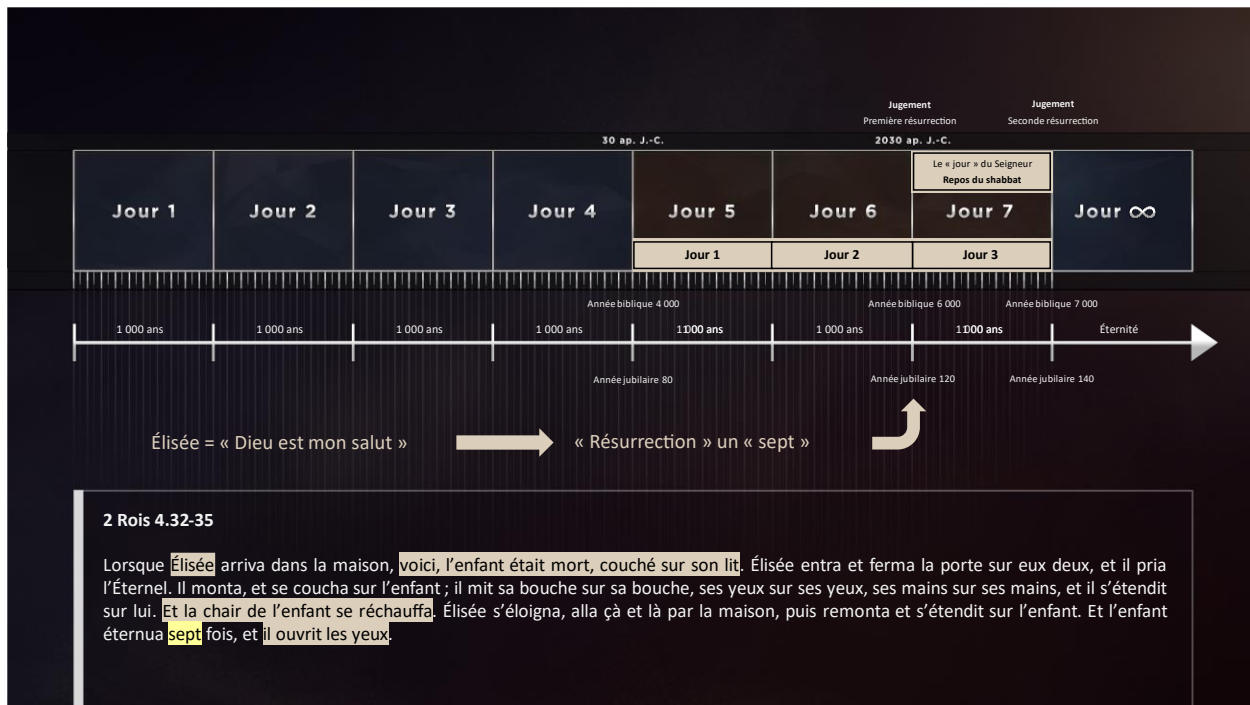 Jugement
Première résurrection
Jugement
Seconde résurrection
30 ap. J.-C.
2030 ap. J.-C.
Le « jour » du Seigneur
Repos du shabbat
Jour 1
Jour 2
Jour 3
Jour 4
Jour 5
Jour 6
Jour 7
Jour ∞
Jour 1
Jour 2
Jour 3
Année biblique 4 000
Année biblique 6 000
Année biblique 7 000
1 000 ans
1 000 ans
1 000 ans
1 000 ans
1 000 ans
1 000 ans
1 000 ans
Éternité
Année jubilaire 80
Année jubilaire 120
Année jubilaire 140
Élisée = « Dieu est mon salut »
« Résurrection » un « sept »
2 Rois 4.32-35
Lorsque Élisée arriva dans la maison, voici, l’enfant était mort, couché sur son lit. Élisée entra et ferma la porte sur eux deux, et il pria
l’Éternel. Il monta, et se coucha sur l’enfant ; il mit sa bouche sur sa bouche, ses yeux sur ses yeux, ses mains sur ses mains, et il s’étendit
sur lui. Et la chair de l’enfant se réchauffa. Élisée s’éloigna, alla çà et là par la maison, puis remonta et s’étendit sur l’enfant. Et l’enfant
éternua sept fois, et il ouvrit les yeux.